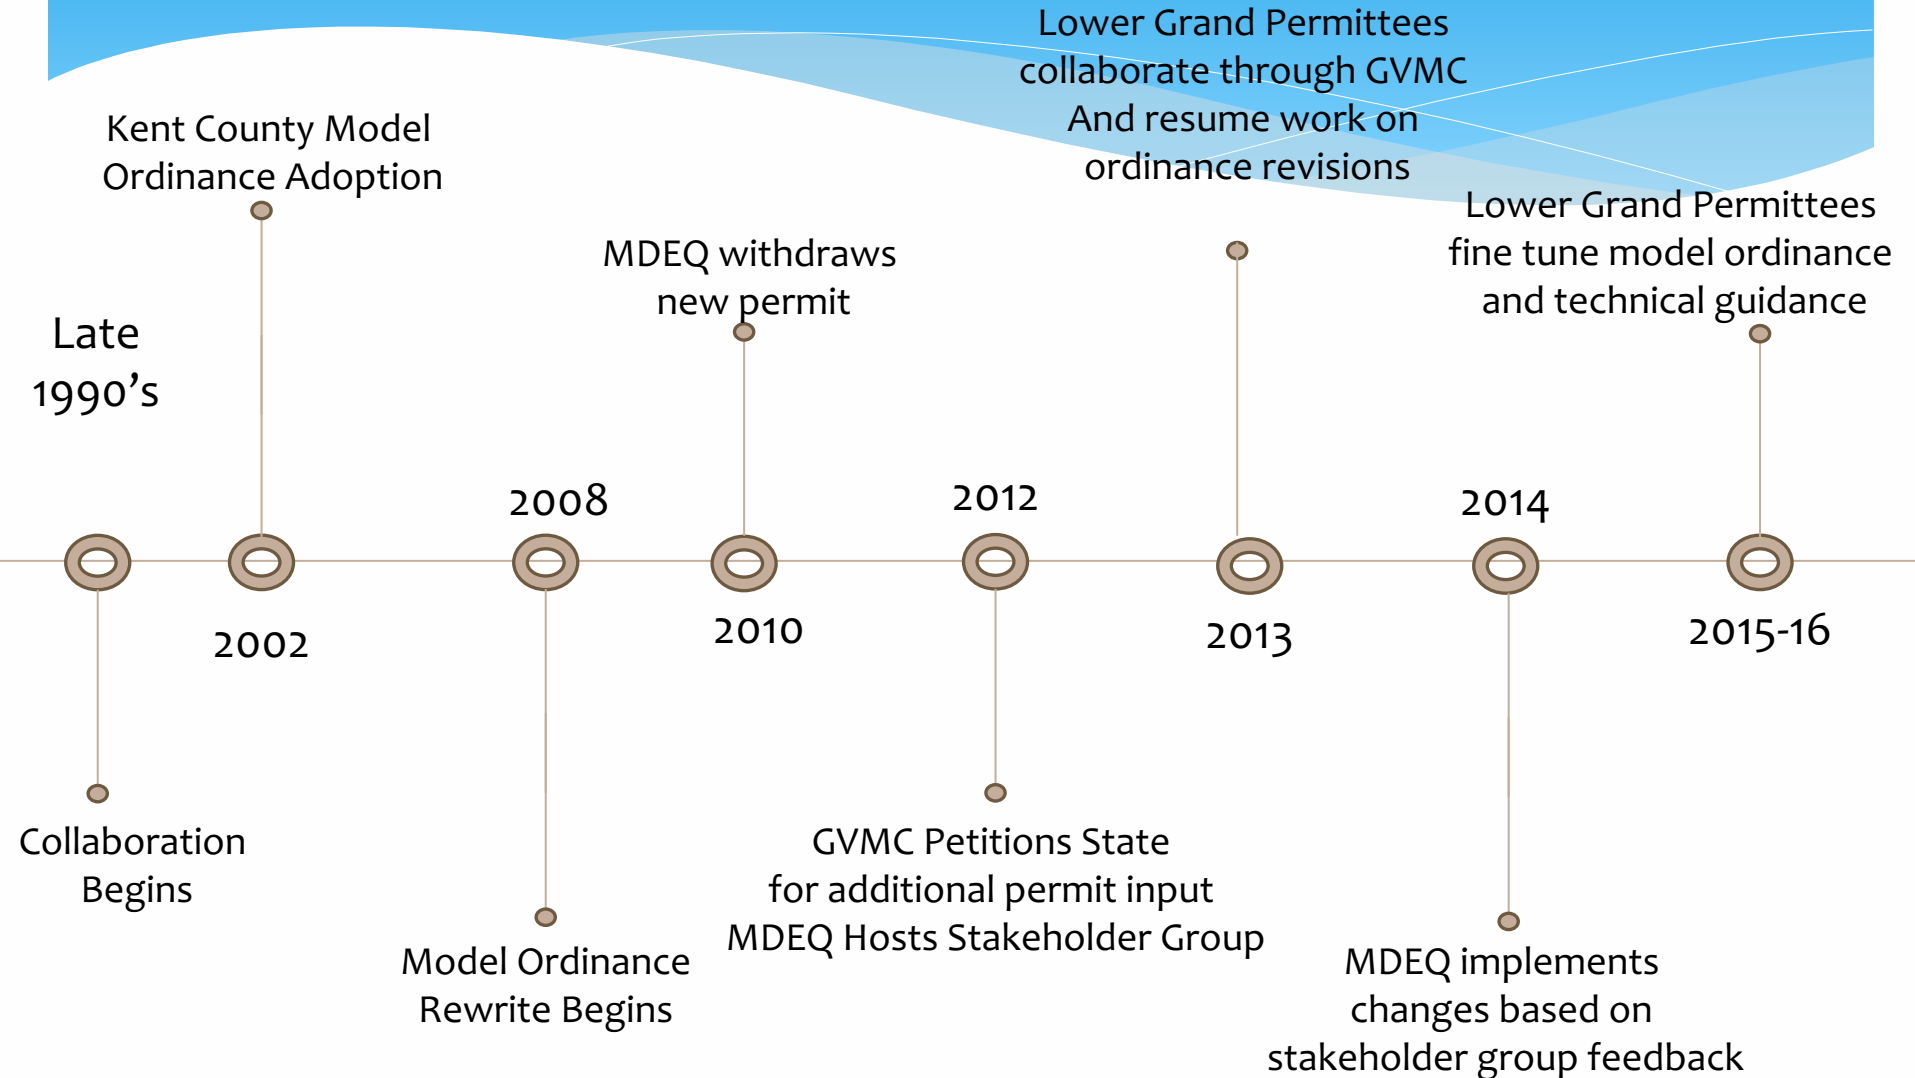 Lower Grand Permittees
collaborate through GVMC
And resume work on
ordinance revisions
Kent County Model
Ordinance Adoption
Lower Grand Permittees
fine tune model ordinance
and technical guidance
MDEQ withdraws
new permit
Late
1990’s
2008
2012
2014
2002
2010
2013
2015-16
Collaboration
Begins
GVMC Petitions State
for additional permit input
MDEQ Hosts Stakeholder Group
Model Ordinance
Rewrite Begins
MDEQ implements
changes based on
stakeholder group feedback